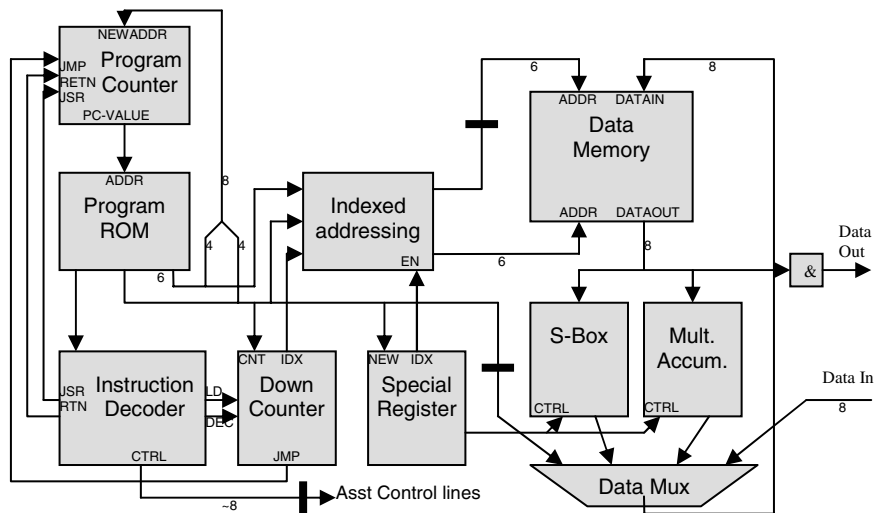 NEWADDR
Program
Counter
JMP
RETN
JSR
PC-VALUE
ADDR
Program
ROM
8
4
4
6
Indexed
addressing
EN
6
8
6
ADDR
DATAIN
Data
Memory
ADDR
DATAOUT
8
&
Data
Out
S-Box
CTRL
Mult.
Accum.
CTRL
Data In
8
JSR
RTN
Instruction
Decoder
CTRL
LD
DEC
CNT
IDX
Down
Counter
JMP
NEW
IDX
Special
Register
Data Mux
~8
Asst Control lines